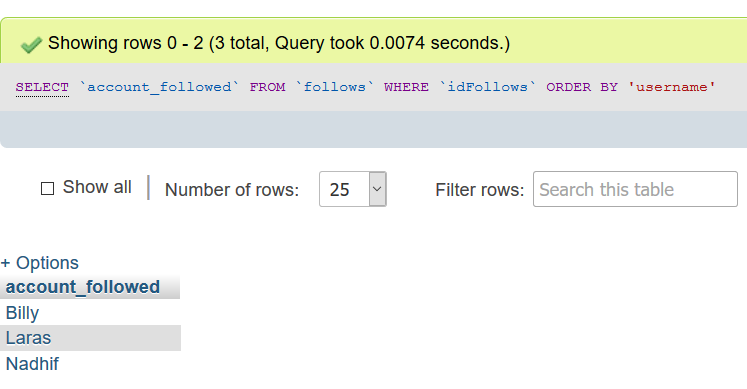 Showing rows 0 - 2 (3 total, Query took 0.0074 seconds.)
SELECT `account_followed` FROM `follows` WHERE `idFollows` ORDER BY 'username'
Show all | Number of rows: 25 Filter rows: Search this table
+ Options
account_followed
Billy
Laras
Nadhif